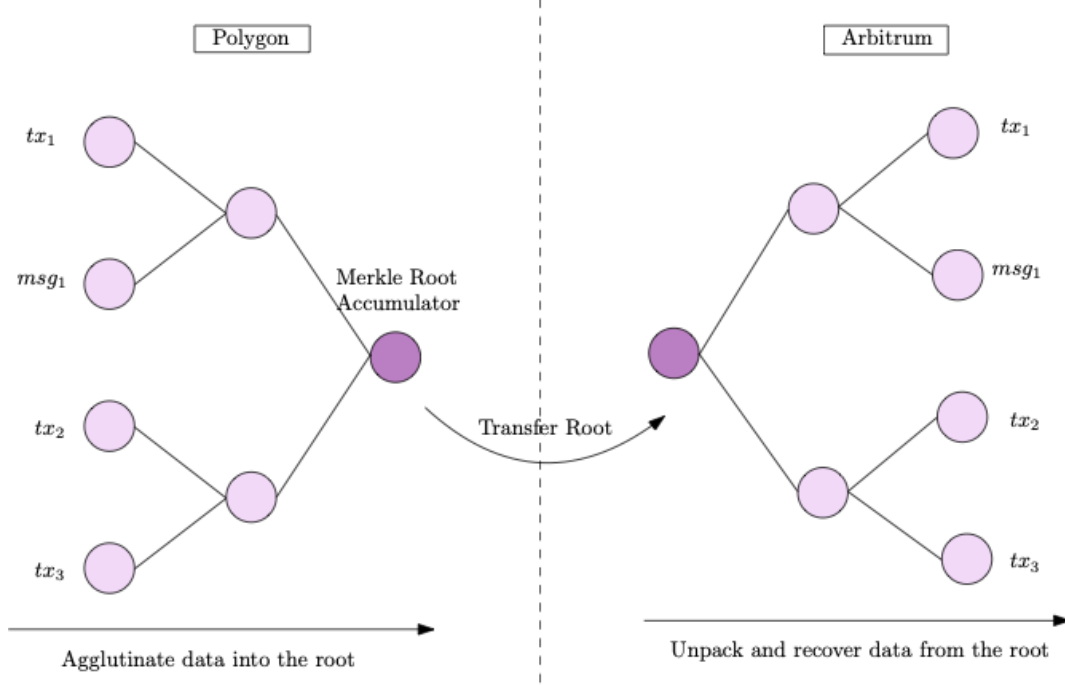 Polygon
Arbitrum
tx₁
msg₁
Merkle Root
Accumulator
tx₂
tx₃
Agglutinate data into the root
Transfer Root
tx₁
msg₁
tx₂
tx₃
Unpack and recover data from the root